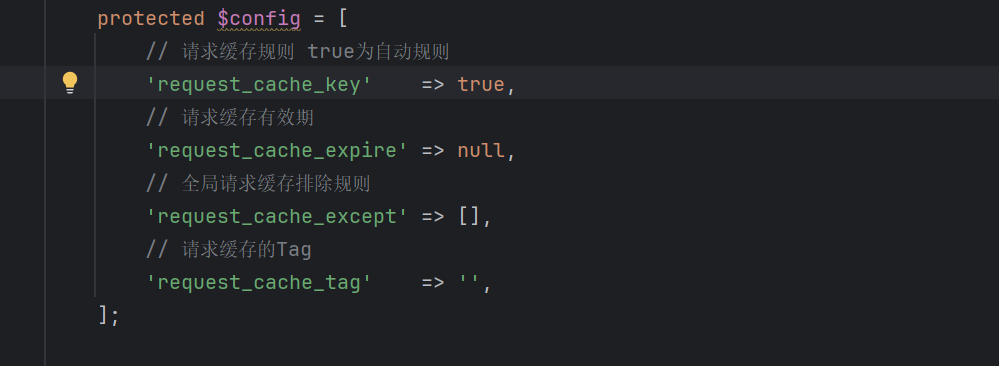 protected $config = [
// 请求缓存规则 true为自动规则
'request_cache_key'    => true,
// 请求缓存有效期
'request_cache_expire' => null,
// 全局请求缓存排除规则
'request_cache_except' => [],
// 请求缓存的Tag
'request_cache_tag'    => '',
];